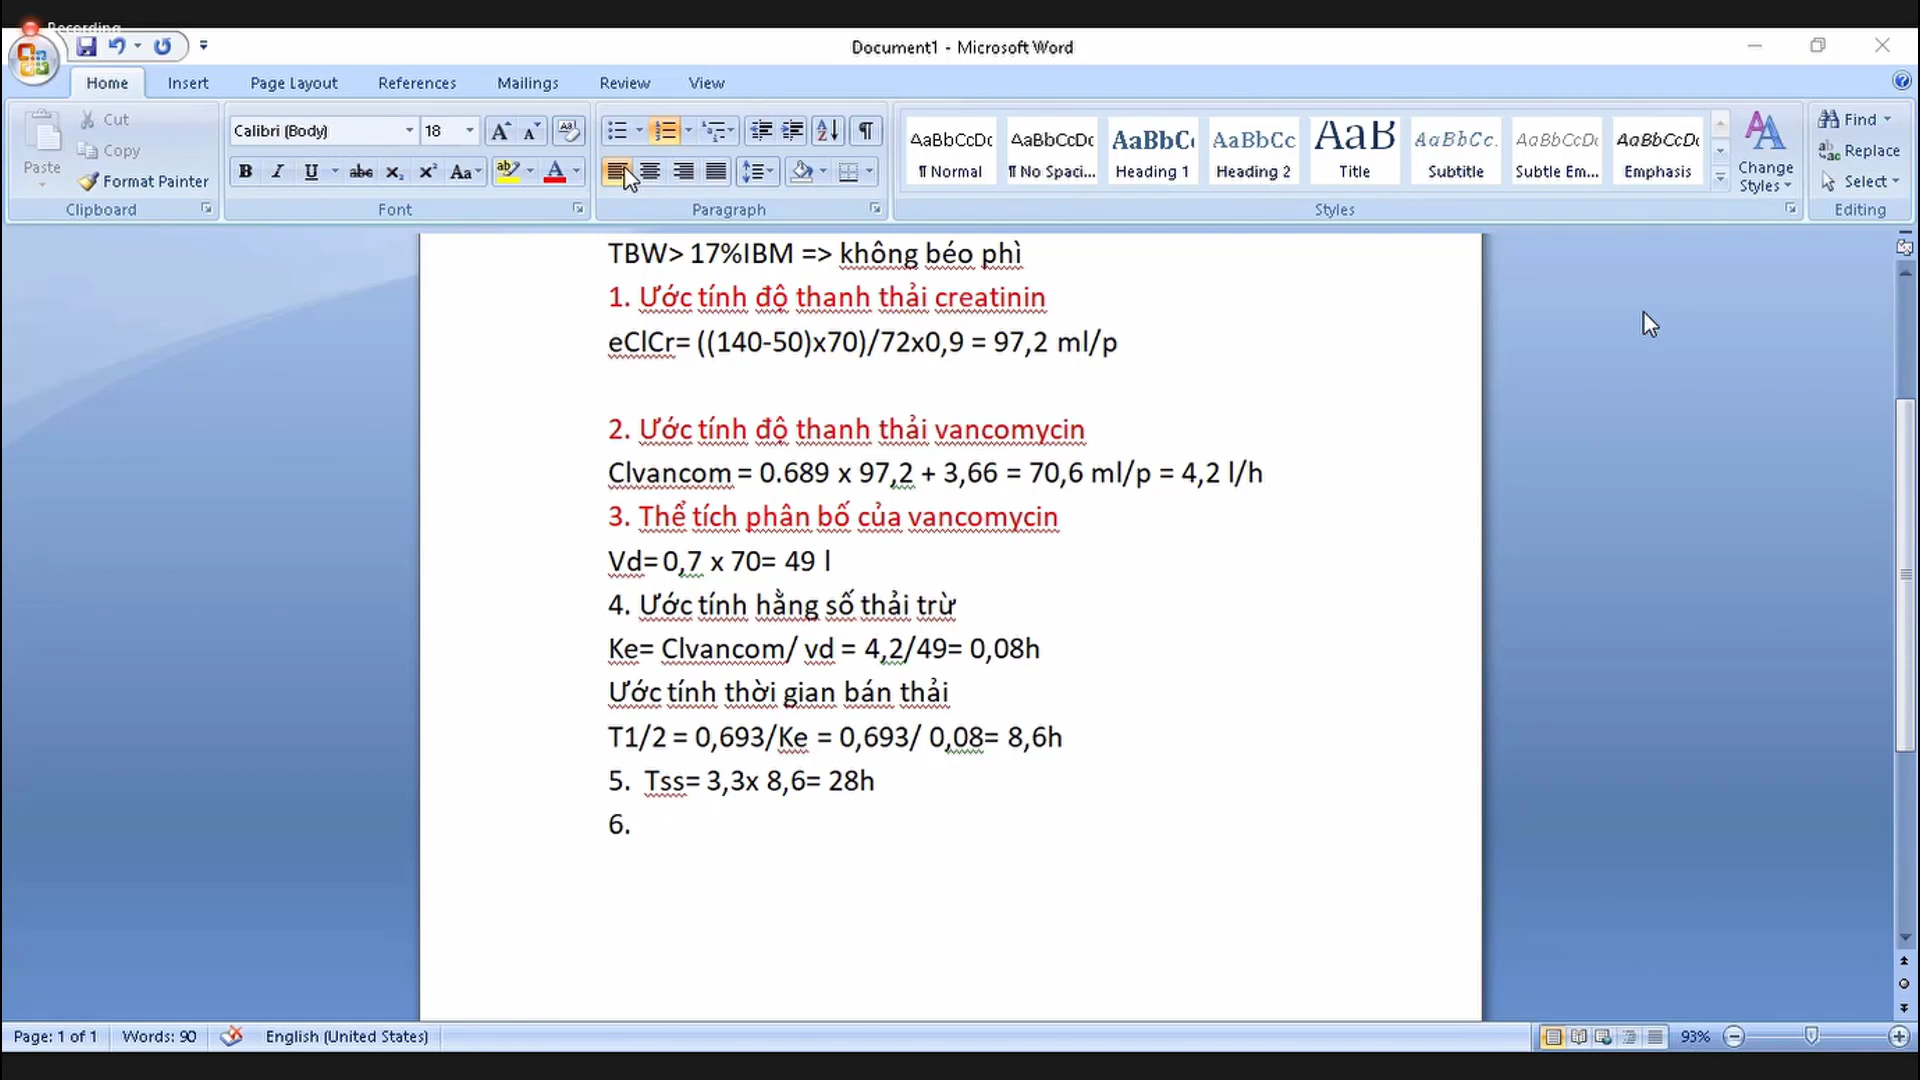 Recording
Document1 - Microsoft Word
Home Insert Page Layout References Mailings Review View
Paste
Cut
Copy
Format Painter
Clipboard
Calibri (Body) 18
Font
Paragraph
AaBbCcDc AaBbCcDc AaBbC AaBbCc AaB AaBbCc. AaBbCcDc AaBbCcDc
¶ Normal ¶ No Spaci... Heading 1 Heading 2 Title Subtitle Subtle Em... Emphasis
Change Styles
Styles
Find
Replace
Select
Editing
TBW> 17%IBM => không béo phì
1. Ước tính độ thanh thải creatinin
eClCr= ((140-50)x70)/72x0,9 = 97,2 ml/p
2. Ước tính độ thanh thải vancomycin
Clvancom = 0.689 x 97,2 + 3,66 = 70,6 ml/p = 4,2 l/h
3. Thể tích phân bố của vancomycin
Vd= 0,7 x 70= 49 l
4. Ước tính hằng số thải trừ
Ke= Clvancom/ vd = 4,2/49= 0,08h
Ước tính thời gian bán thải
T1/2 = 0,693/Ke = 0,693/ 0,08= 8,6h
5. Tss= 3,3x 8,6= 28h
6.
Page: 1 of 1 Words: 90 English (United States) 93%